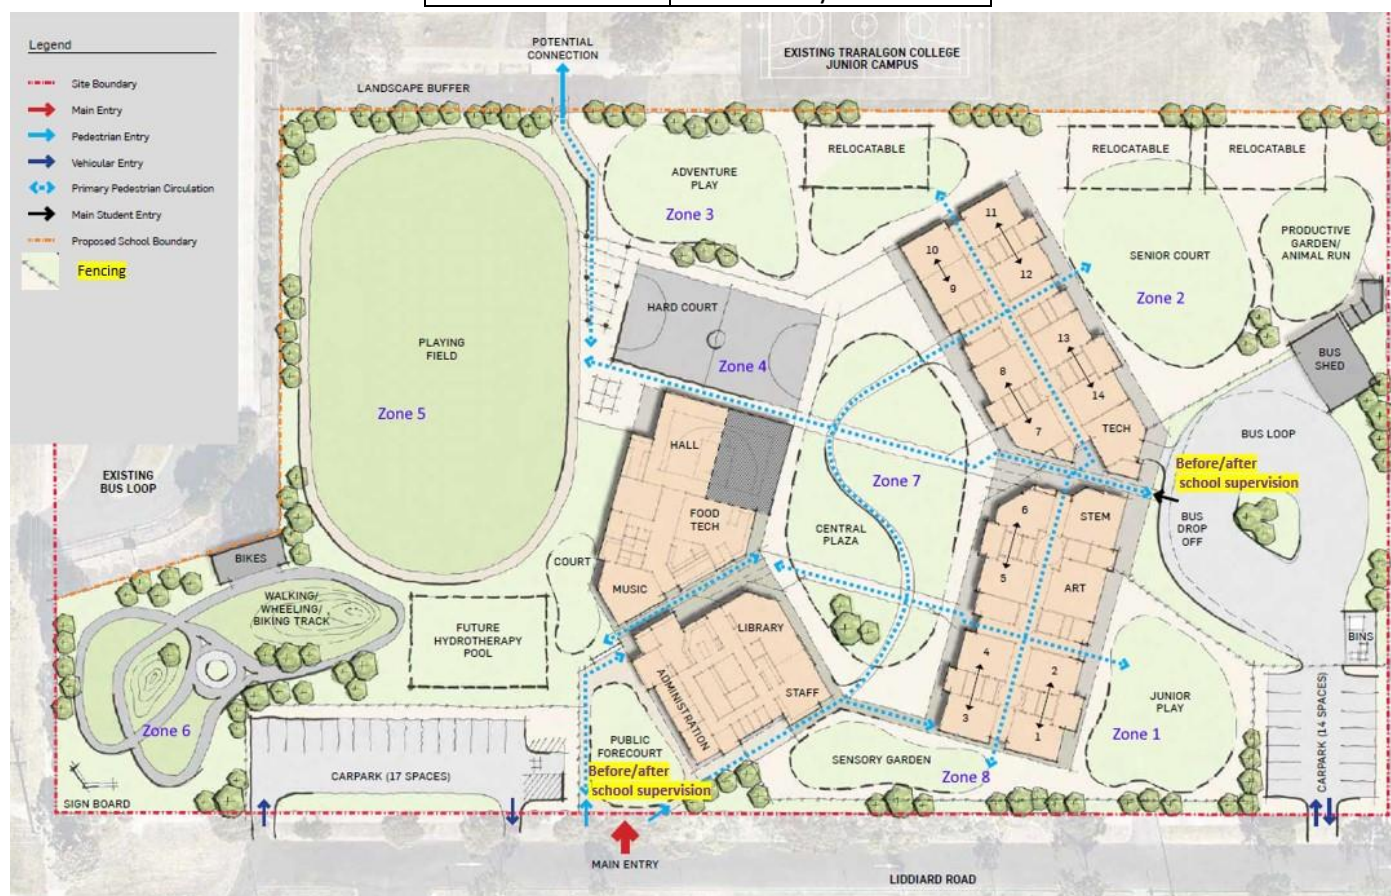 Legend
Site Boundary
Main Entry
Pedestrian Entry
Vehicular Entry
Primary Pedestrian Circulation
Main Student Entry
Proposed School Boundary
Fencing
POTENTIAL
CONNECTION
EXISTING TRARALGON COLLEGE
JUNIOR CAMPUS
LANDSCAPE BUFFER
ADVENTURE
PLAY
Zone 3
RELOCATABLE
RELOCATABLE
RELOCATABLE
PRODUCTIVE
GARDEN/
ANIMAL RUN
SENIOR COURT
Zone 2
11
10
12
9
13
8
14
7
TECH
HARD COURT
Zone 4
PLAYING
FIELD
Zone 5
BUS
SHED
BUS LOOP
HALL
FOOD
TECH
MUSIC
COURT
Zone 7
CENTRAL
PLAZA
Before/after
school supervision
BUS
DROP
OFF
6
STEM
5
ART
4
2
3
1
EXISTING
BUS LOOP
BIKES
WALKING/
WHEELING/
BIKING TRACK
FUTURE
HYDROTHERAPY
POOL
LIBRARY
ADMINISTRATION
STAFF
BINS
JUNIOR
PLAY
Zone 1
CARPARK (14 SPACES)
Zone 6
SIGN BOARD
CARPARK (17 SPACES)
PUBLIC
FORECOURT
Before/after
school supervision
SENSORY GARDEN
Zone 8
MAIN ENTRY
LIDDIARD ROAD